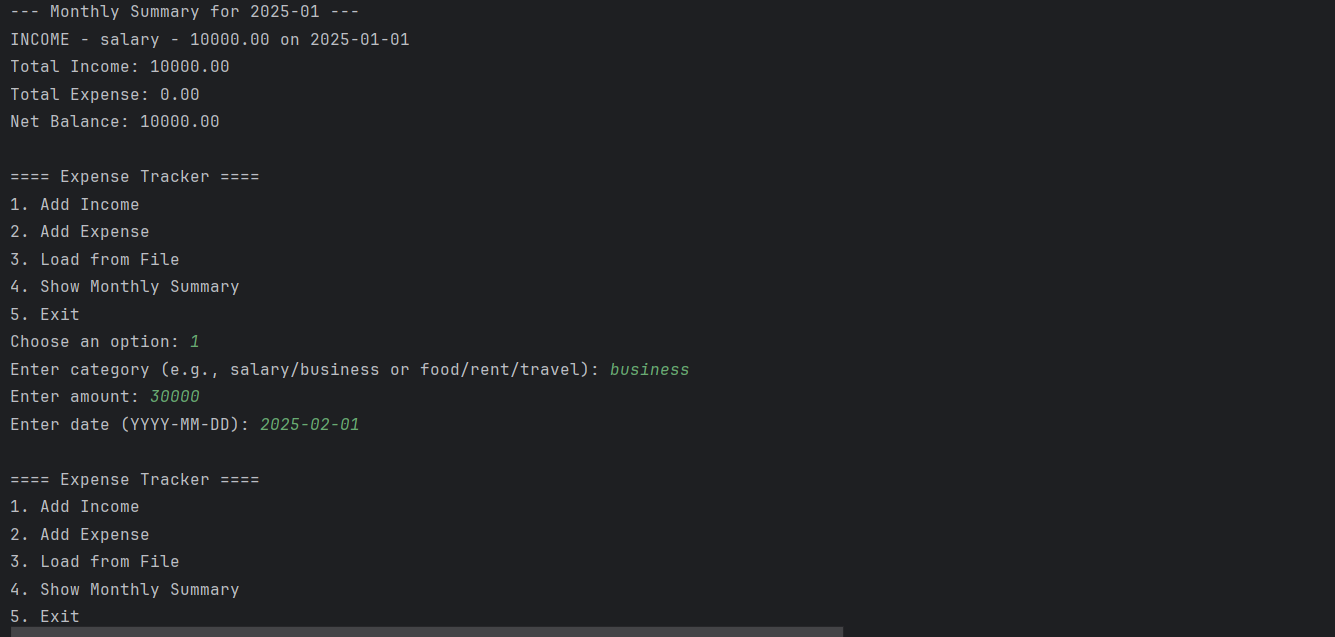 --- Monthly Summary for 2025-01 ---
INCOME - salary - 10000.00 on 2025-01-01
Total Income: 10000.00
Total Expense: 0.00
Net Balance: 10000.00
==== Expense Tracker ====
1. Add Income
2. Add Expense
3. Load from File
4. Show Monthly Summary
5. Exit
Choose an option: 1
Enter category (e.g., salary/business or food/rent/travel): business
Enter amount: 30000
Enter date (YYYY-MM-DD): 2025-02-01
==== Expense Tracker ====
1. Add Income
2. Add Expense
3. Load from File
4. Show Monthly Summary
5. Exit